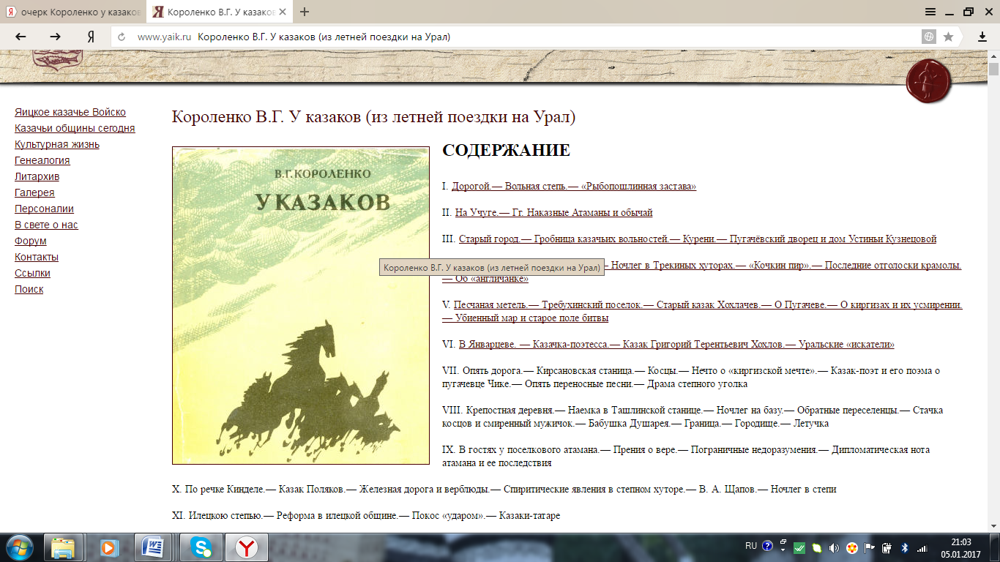 очерк Короленко у казаков
Короленко В.Г. У казаков
www.yaik.ru Короленко В.Г. У казаков (из летней поездки на Урал)
Яицкое казачье Войско
Казачьи общины сегодня
Культурная жизнь
Генеалогия
Литархив
Галерея
Персоналии
В свете о нас
Форум
Контакты
Ссылки
Поиск
Короленко В.Г. У казаков (из летней поездки на Урал)
В.Г.КОРОЛЕНКО
У КАЗАКОВ
Короленко В.Г. У казаков (из летней поездки на Урал)
СОДЕРЖАНИЕ
I. Дорогой.— Вольная степь.— «Рыбопошлинная застава»
II. На Учуге.— Гг. Наказные Атаманы и обычай
III. Старый город.— Гробница казачьих вольностей.— Курени.— Пугачёвский дворец и дом Устиньи Кузнецовой
— Ночлег в Трекиных хуторах.— «Кочкин пир».— Последние отголоски крамолы.
— Об «англичанке»
V. Песчаная метель.— Требухинский поселок.— Старый казак Хохлачев.— О Пугачеве.— О киргизах и их усмирении.
— Убиенный мар и старое поле битвы
VI. В Январцеве. — Казачка-поэтесса.— Казак Григорий Терентьевич Хохлов.— Уральские «искатели»
VII. Опять дорога.— Кирсановская станица.— Косцы.— Нечто о «киргизской мечте».— Казак-поэт и его поэма о
пугачевце Чике.— Опять переносные песни.— Драма степного уголка
VIII. Крепостная деревня.— Наемка в Ташлинской станице.— Ночлег на базу.— Обратные переселенцы.— Стачка
косцов и смиренный мужичок.— Бабушка Душарея.— Граница.— Городище.— Летучка
IX. В гостях у поселкового атамана.— Прения о вере.— Пограничные недоразумения.— Дипломатическая нота
атамана и ее последствия
X. По речке Кинделе.— Казак Поляков.— Железная дорога и верблюды.— Спиритические явления в степном хуторе.— В. А. Щапов.— Ночлег в степи
XI. Илецкою степью.— Реформа в илецкой общине.— Покос «ударом».— Казаки-татаре
RU
21:03
05.01.2017